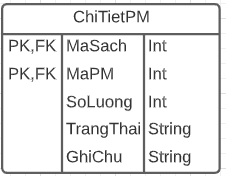 ChiTietPM
PK,FK MaSach Int
PK,FK MaPM Int
SoLuong Int
TrangThai String
GhiChu String